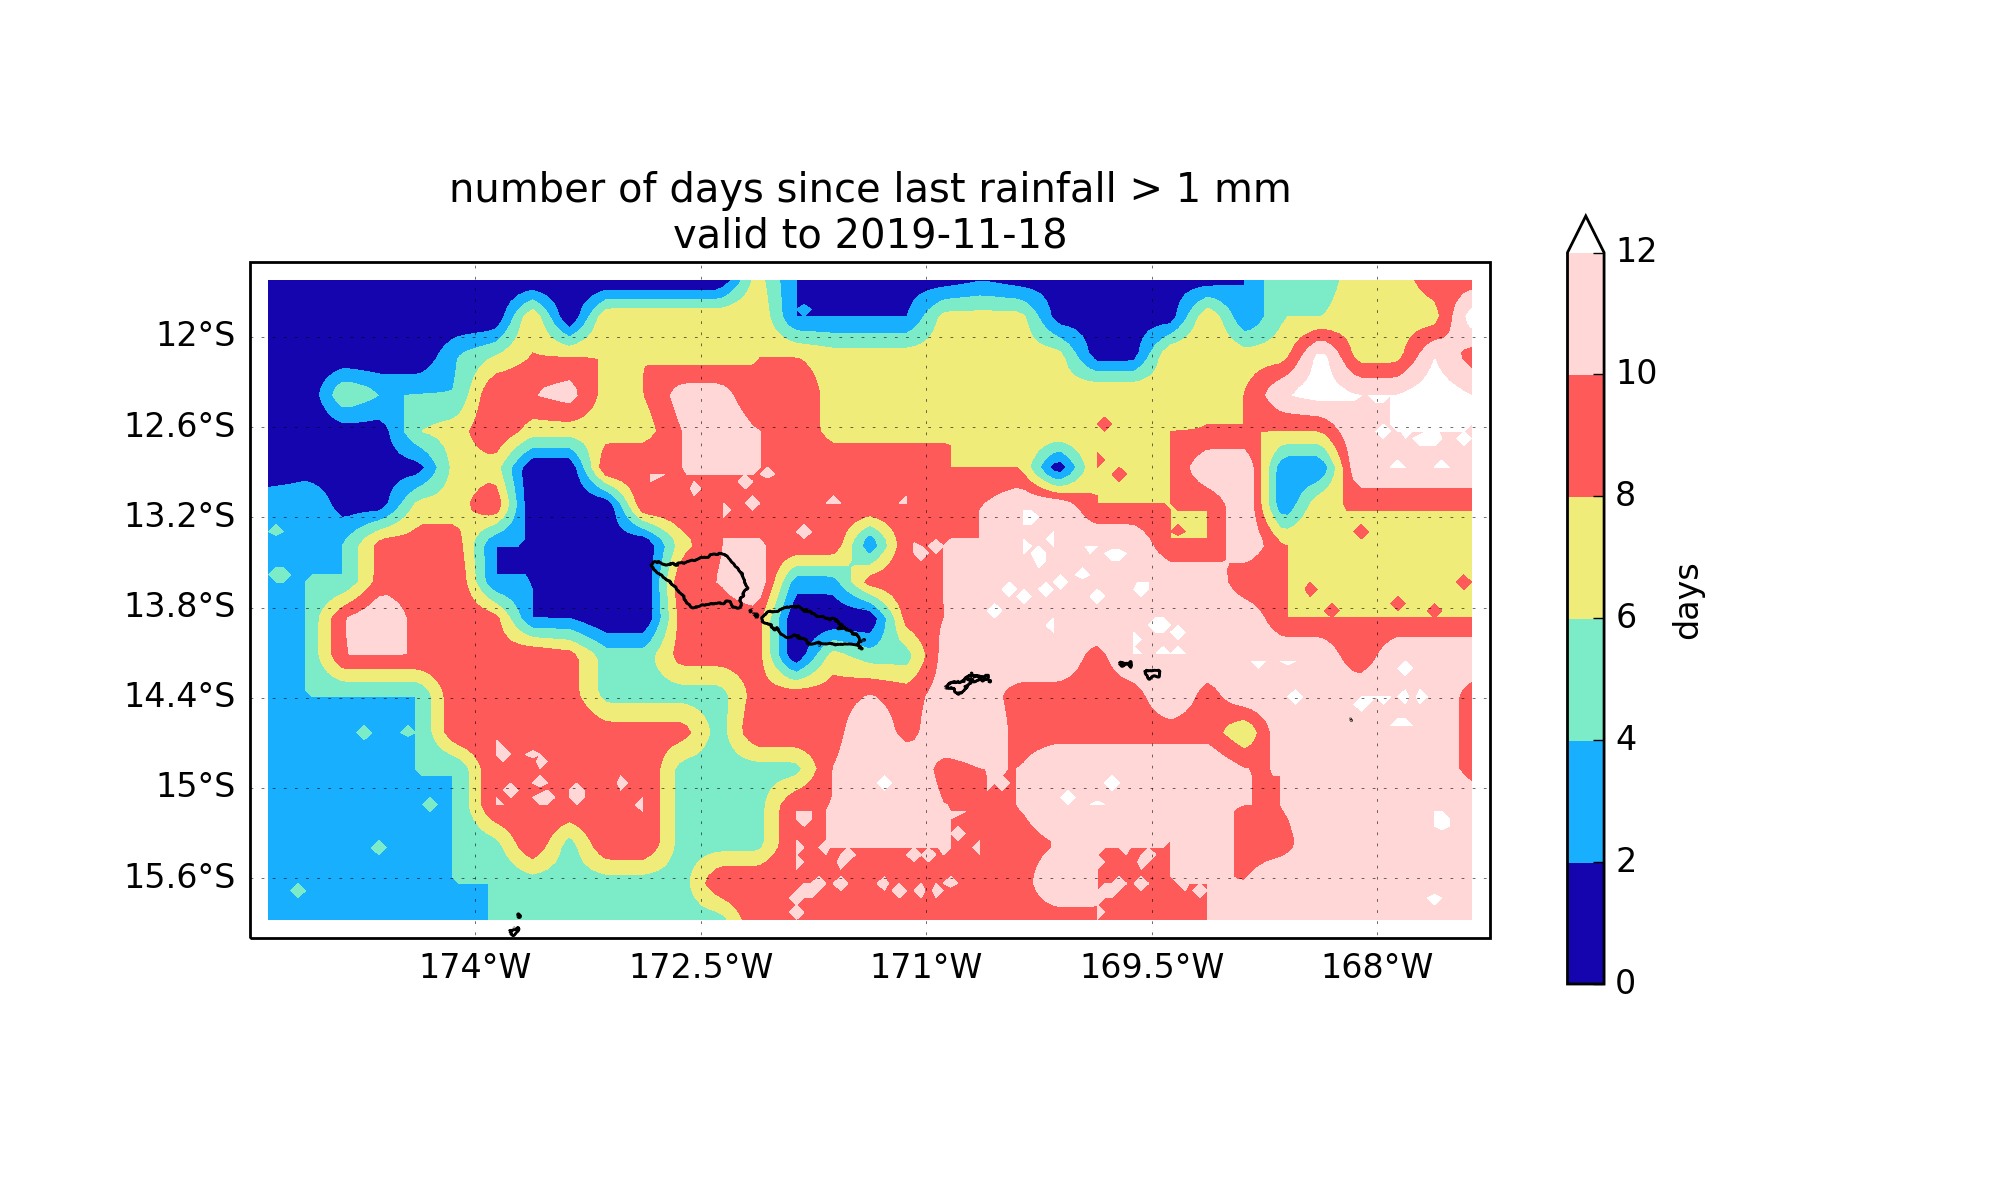 number of days since last rainfall > 1 mm
valid to 2019-11-18
12°S
12.6°S
13.2°S
13.8°S
14.4°S
15°S
15.6°S
174°W
172.5°W
171°W
169.5°W
168°W
12
10
8
6
4
2
0
days